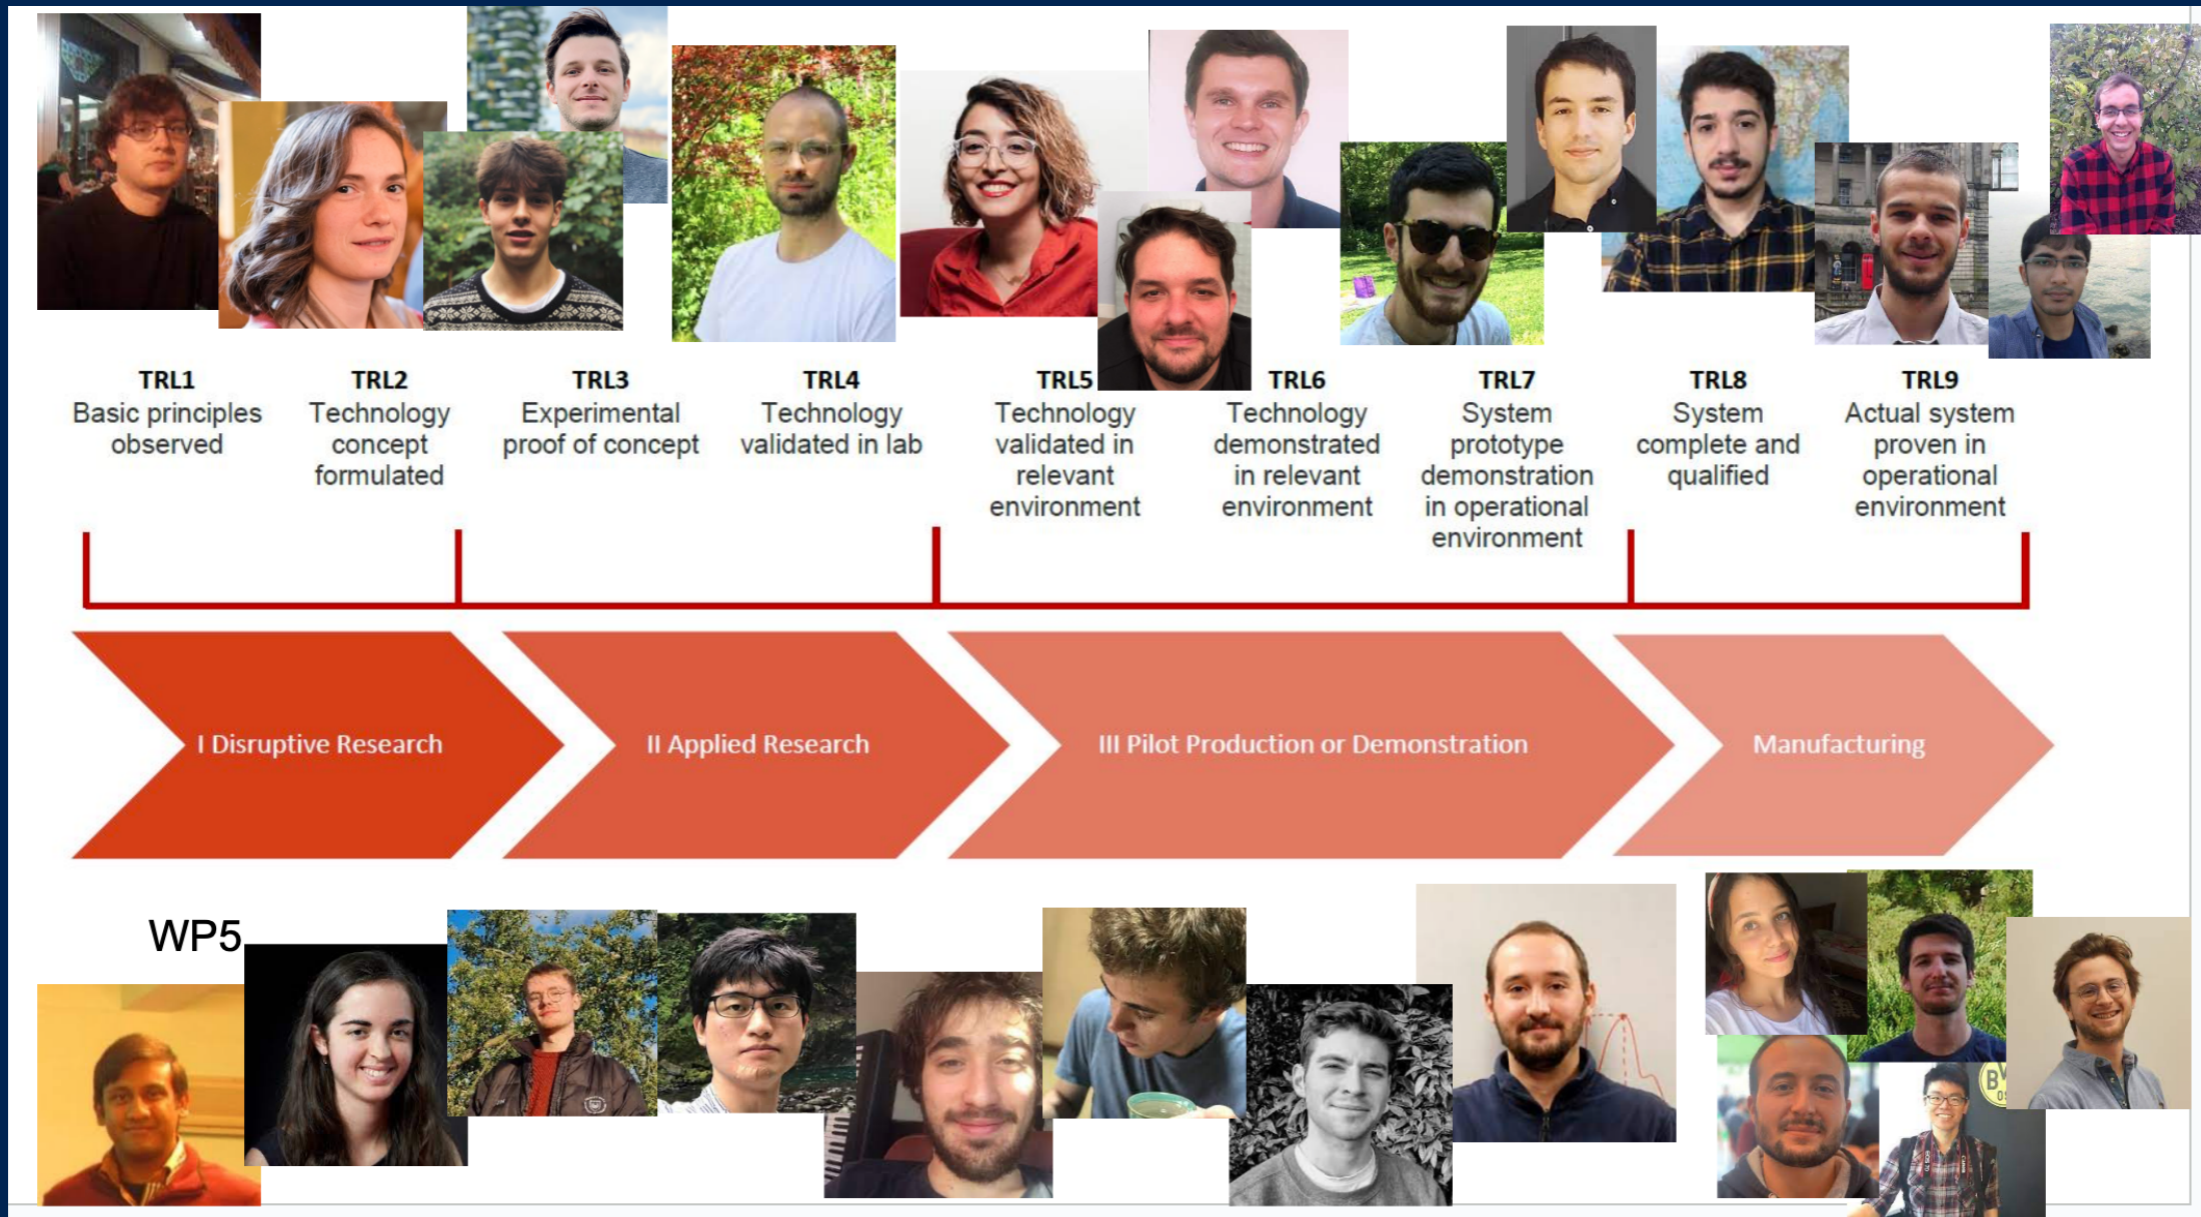 TRL1
Basic principles
observed
TRL2
Technology
concept
formulated
TRL3
Experimental
proof of concept
TRL4
Technology
validated in lab
TRL5
Technology
validated in
relevant
environment
TRL6
Technology
demonstrated
in relevant
environment
TRL7
System
prototype
demonstration
in operational
environment
TRL8
System
complete and
qualified
TRL9
Actual system
proven in
operational
environment
I Disruptive Research
II Applied Research
III Pilot Production or Demonstration
Manufacturing
WP5